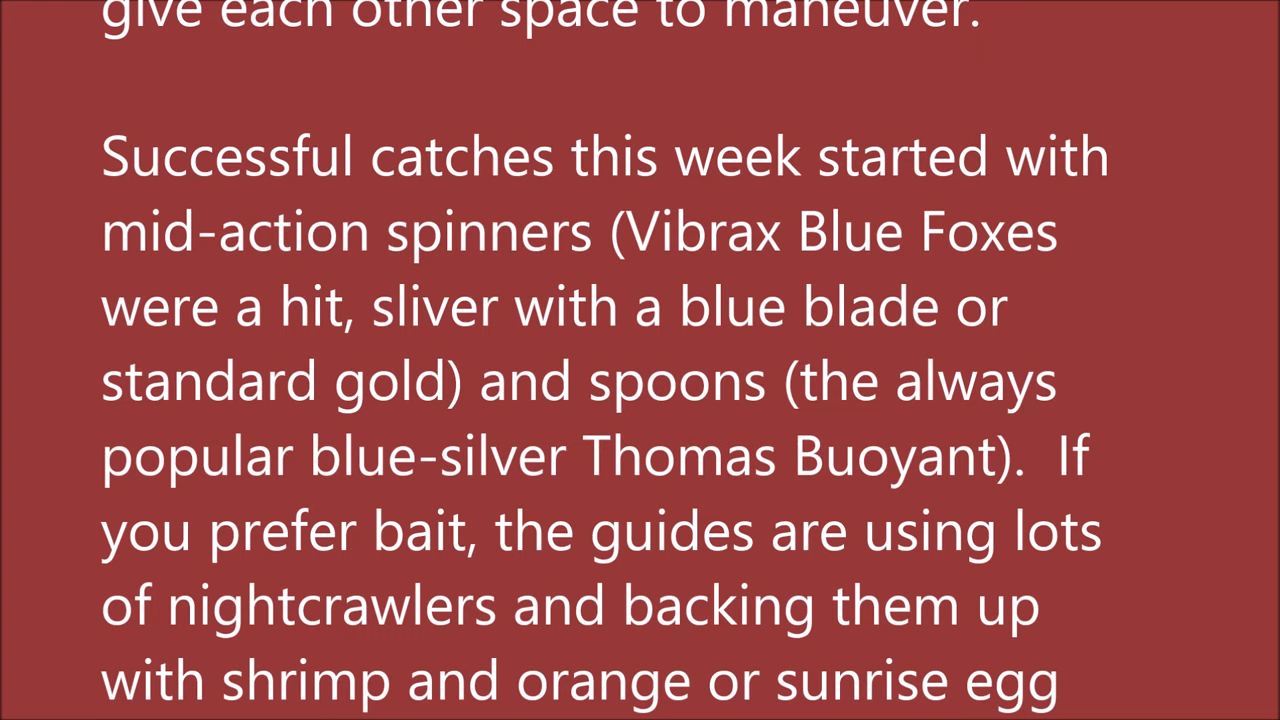 give each other space to maneuver.
Successful catches this week started with
mid-action spinners (Vibrax Blue Foxes
were a hit, sliver with a blue blade or
standard gold) and spoons (the always
popular blue-silver Thomas Buoyant).  If
you prefer bait, the guides are using lots
of nightcrawlers and backing them up
with shrimp and orange or sunrise egg